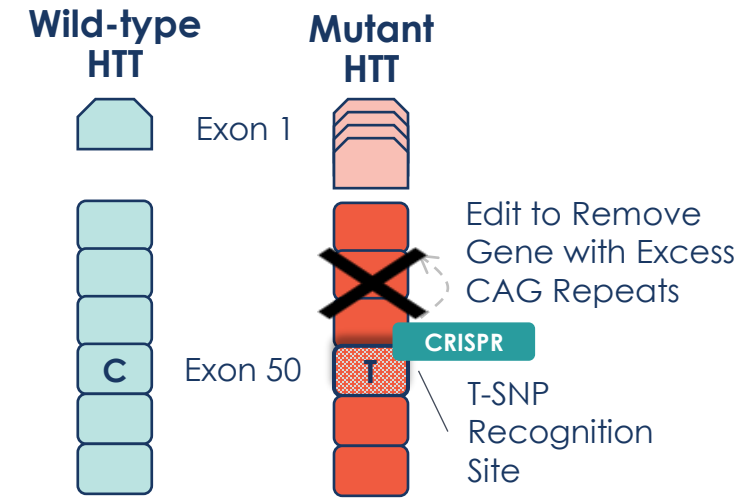 Wild-type
HTT
Mutant
HTT
Exon 1
Edit to Remove
Gene with Excess
CAG Repeats
CRISPR
C
Exon 50
T
T-SNP
Recognition
Site